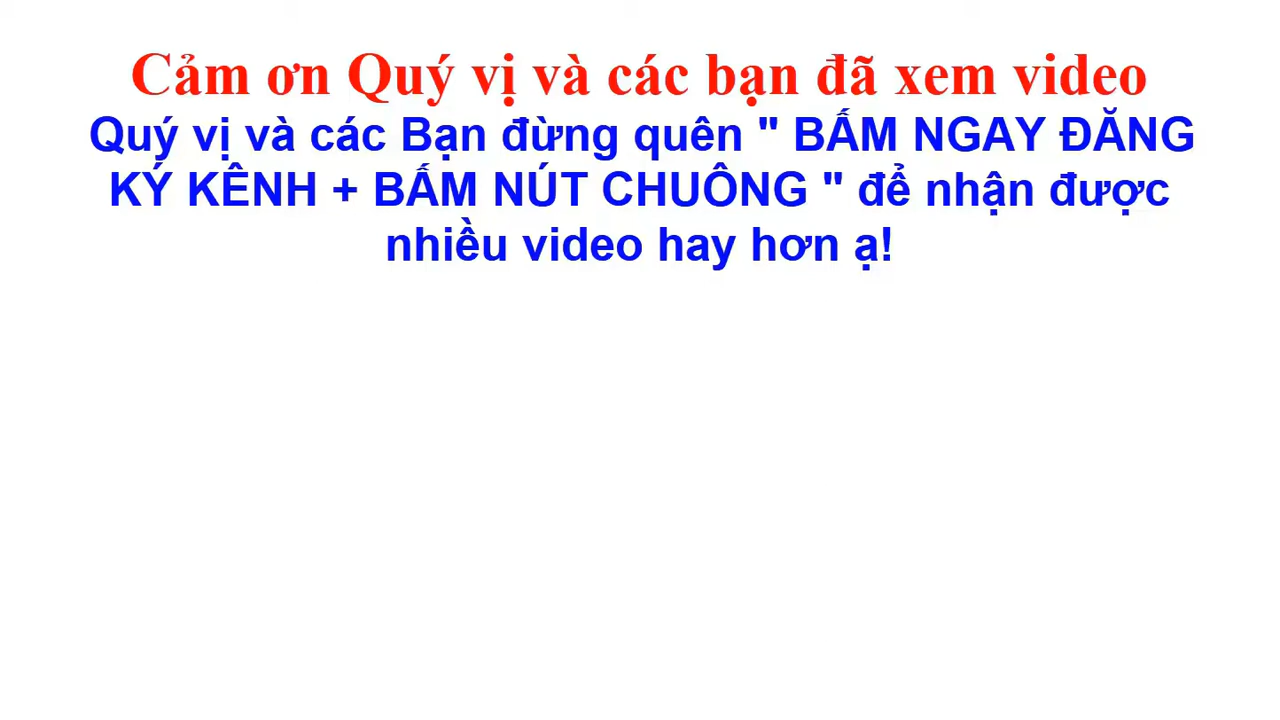 Cảm ơn Quý vị và các bạn đã xem video
Quý vị và các Bạn đừng quên " BẤM NGAY ĐĂNG
KÝ KÊNH + BẤM NÚT CHUÔNG " để nhận được
nhiều video hay hơn ạ!